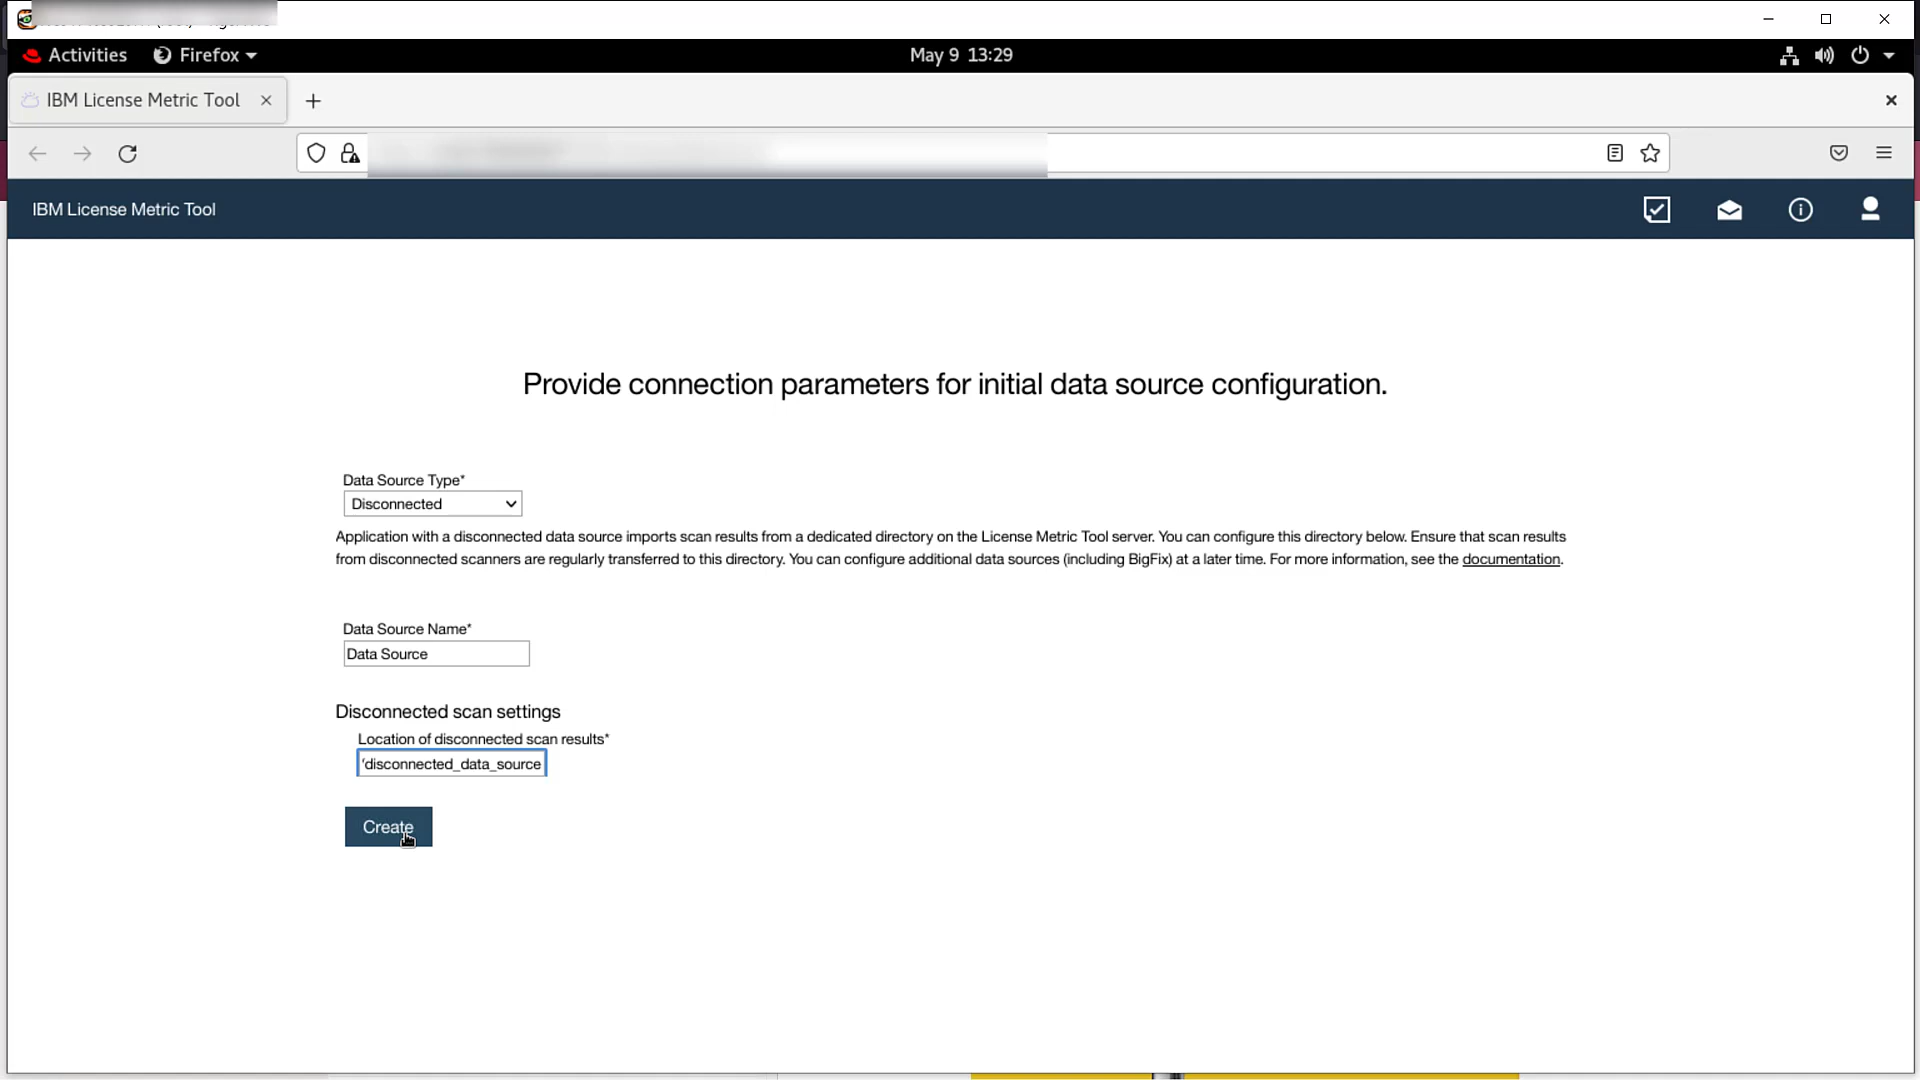 Activities
Firefox
May 9 13:29
IBM License Metric Tool
IBM License Metric Tool
Provide connection parameters for initial data source configuration.
Data Source Type*
Disconnected
Application with a disconnected data source imports scan results from a dedicated directory on the License Metric Tool server. You can configure this directory below. Ensure that scan results
from disconnected scanners are regularly transferred to this directory. You can configure additional data sources (including BigFix) at a later time. For more information, see the documentation.
Data Source Name*
Data Source
Disconnected scan settings
Location of disconnected scan results*
disconnected_data_source
Create